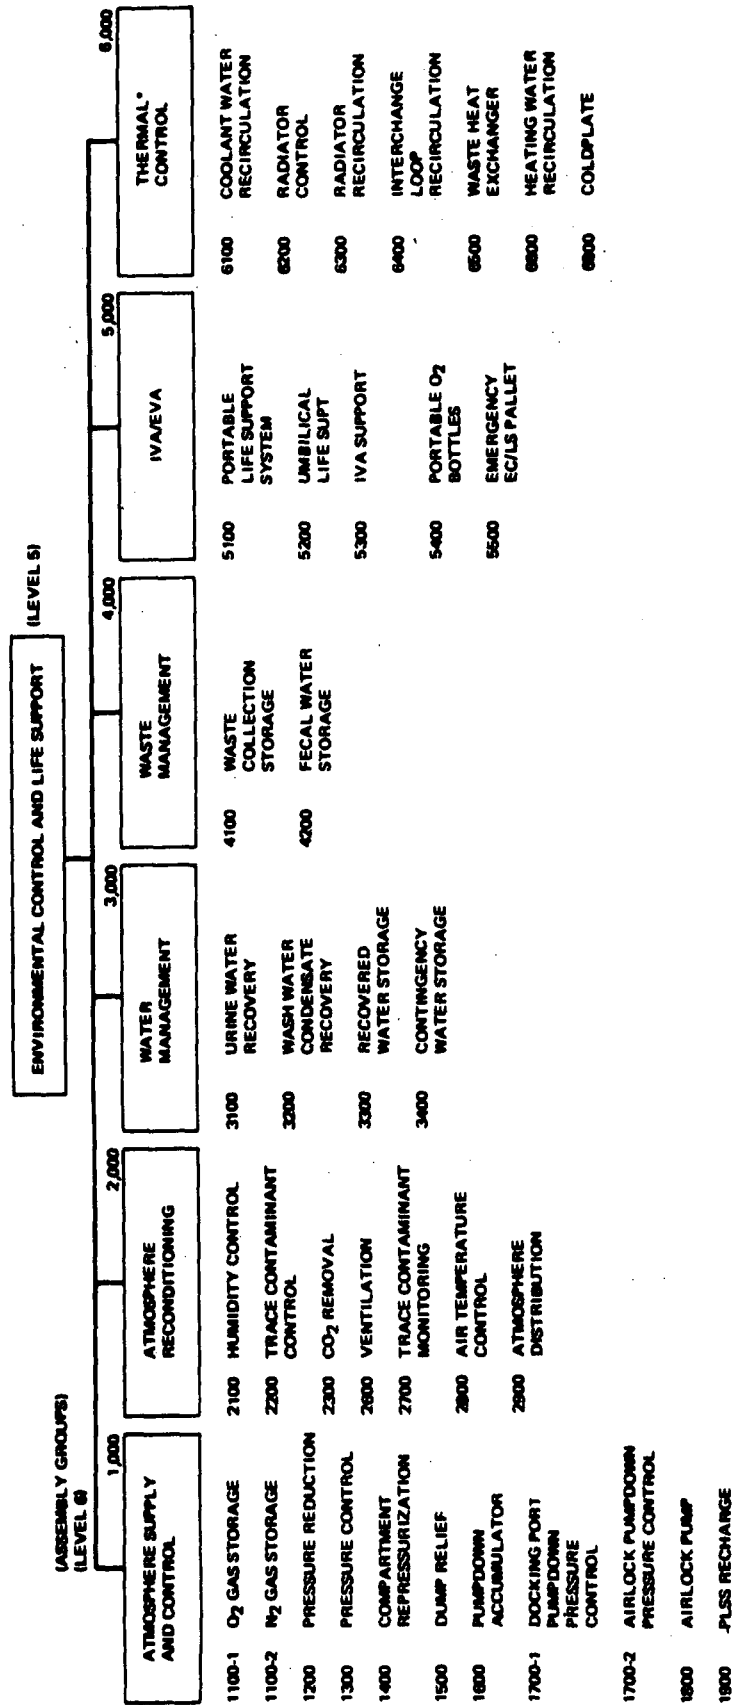 ENVIRONMENTAL CONTROL AND LIFE SUPPORT
(LEVEL 5)
(ASSEMBLY GROUPS)
(LEVEL 6)
1,000
ATMOSPHERE SUPPLY
AND CONTROL
1100-1 O2 GAS STORAGE
1100-2 N2 GAS STORAGE
1200 PRESSURE REDUCTION
1300 PRESSURE CONTROL
1400 COMPARTMENT
REPRESSURIZATION
1500 DUMP RELIEF
1600 PUMPDOWN
ACCUMULATOR
1700-1 DOCKING PORT
PUMPDOWN
PRESSURE
CONTROL
1700-2 AIRLOCK PUMPDOWN
PRESSURE CONTROL
1800 AIRLOCK PUMP
1900 PLSS RECHARGE
2,000
ATMOSPHERE
RECONDITIONING
2100 HUMIDITY CONTROL
2200 TRACE CONTAMINANT
CONTROL
2300 CO2 REMOVAL
2600 VENTILATION
2700 TRACE CONTAMINANT
MONITORING
2800 AIR TEMPERATURE
CONTROL
2900 ATMOSPHERE
DISTRIBUTION
3,000
WATER
MANAGEMENT
3100 URINE WATER
RECOVERY
3200 WASH WATER
CONDENSATE
RECOVERY
3300 RECOVERED
WATER STORAGE
3400 CONTINGENCY
WATER STORAGE
4,000
WASTE
MANAGEMENT
4100 WASTE
COLLECTION
STORAGE
4200 FECAL WATER
STORAGE
5,000
IVA/EVA
5100 PORTABLE
LIFE SUPPORT
SYSTEM
5200 UMBILICAL
LIFE SUPT
5300 IVA SUPPORT
5400 PORTABLE O2
BOTTLES
5500 EMERGENCY
EC/LS PALLET
6,000
THERMAL*
CONTROL
6100 COOLANT WATER
RECIRCULATION
6200 RADIATOR
CONTROL
6300 RADIATOR
RECIRCULATION
6400 INTERCHANGE
LOOP
RECIRCULATION
6500 WASTE HEAT
EXCHANGER
HEATING WATER
RECIRCULATION
COLDPLATE